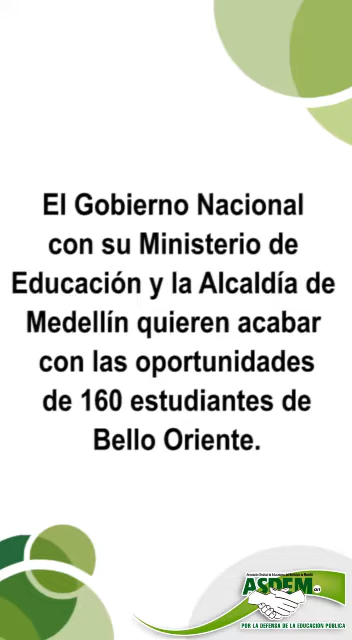 El Gobierno Nacional
con su Ministerio de
Educación y la Alcaldía de
Medellín quieren acabar
con las oportunidades
de 160 estudiantes de
Bello Oriente.
ASDEM
POR LA DEFENSA DE LA EDUCACIÓN PÚBLICA